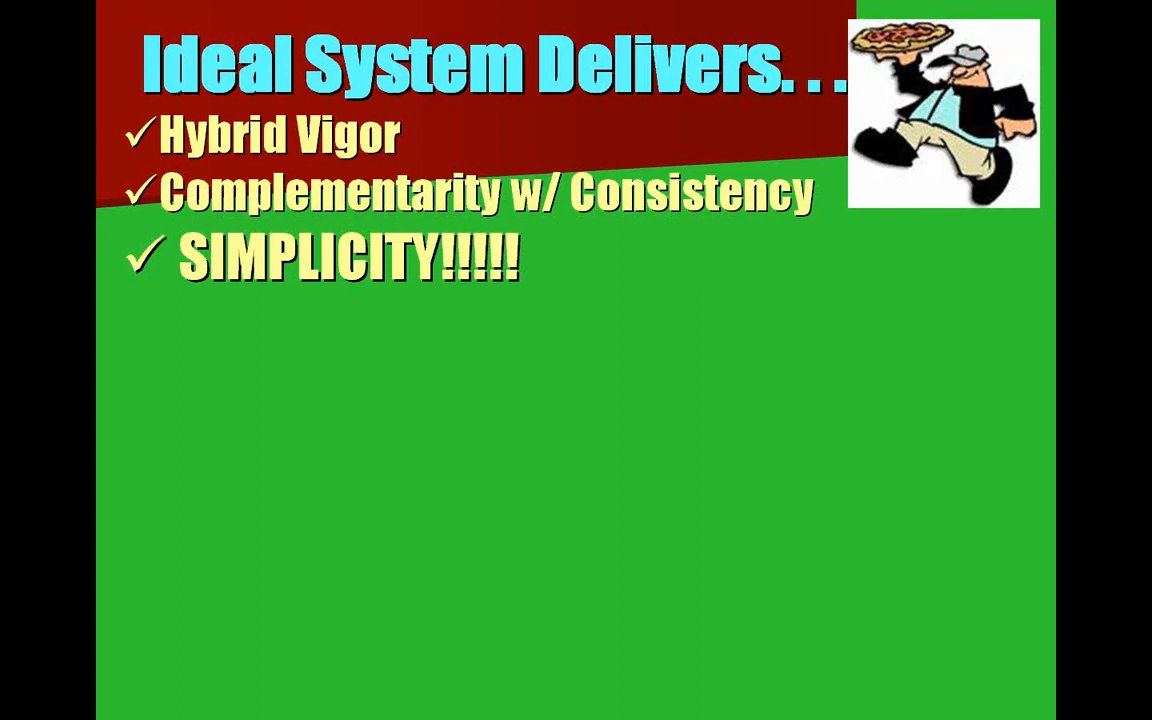 Ideal System Delivers. . .
✓Hybrid Vigor
✓Complementarity w/ Consistency
✓ SIMPLICITY!!!!!